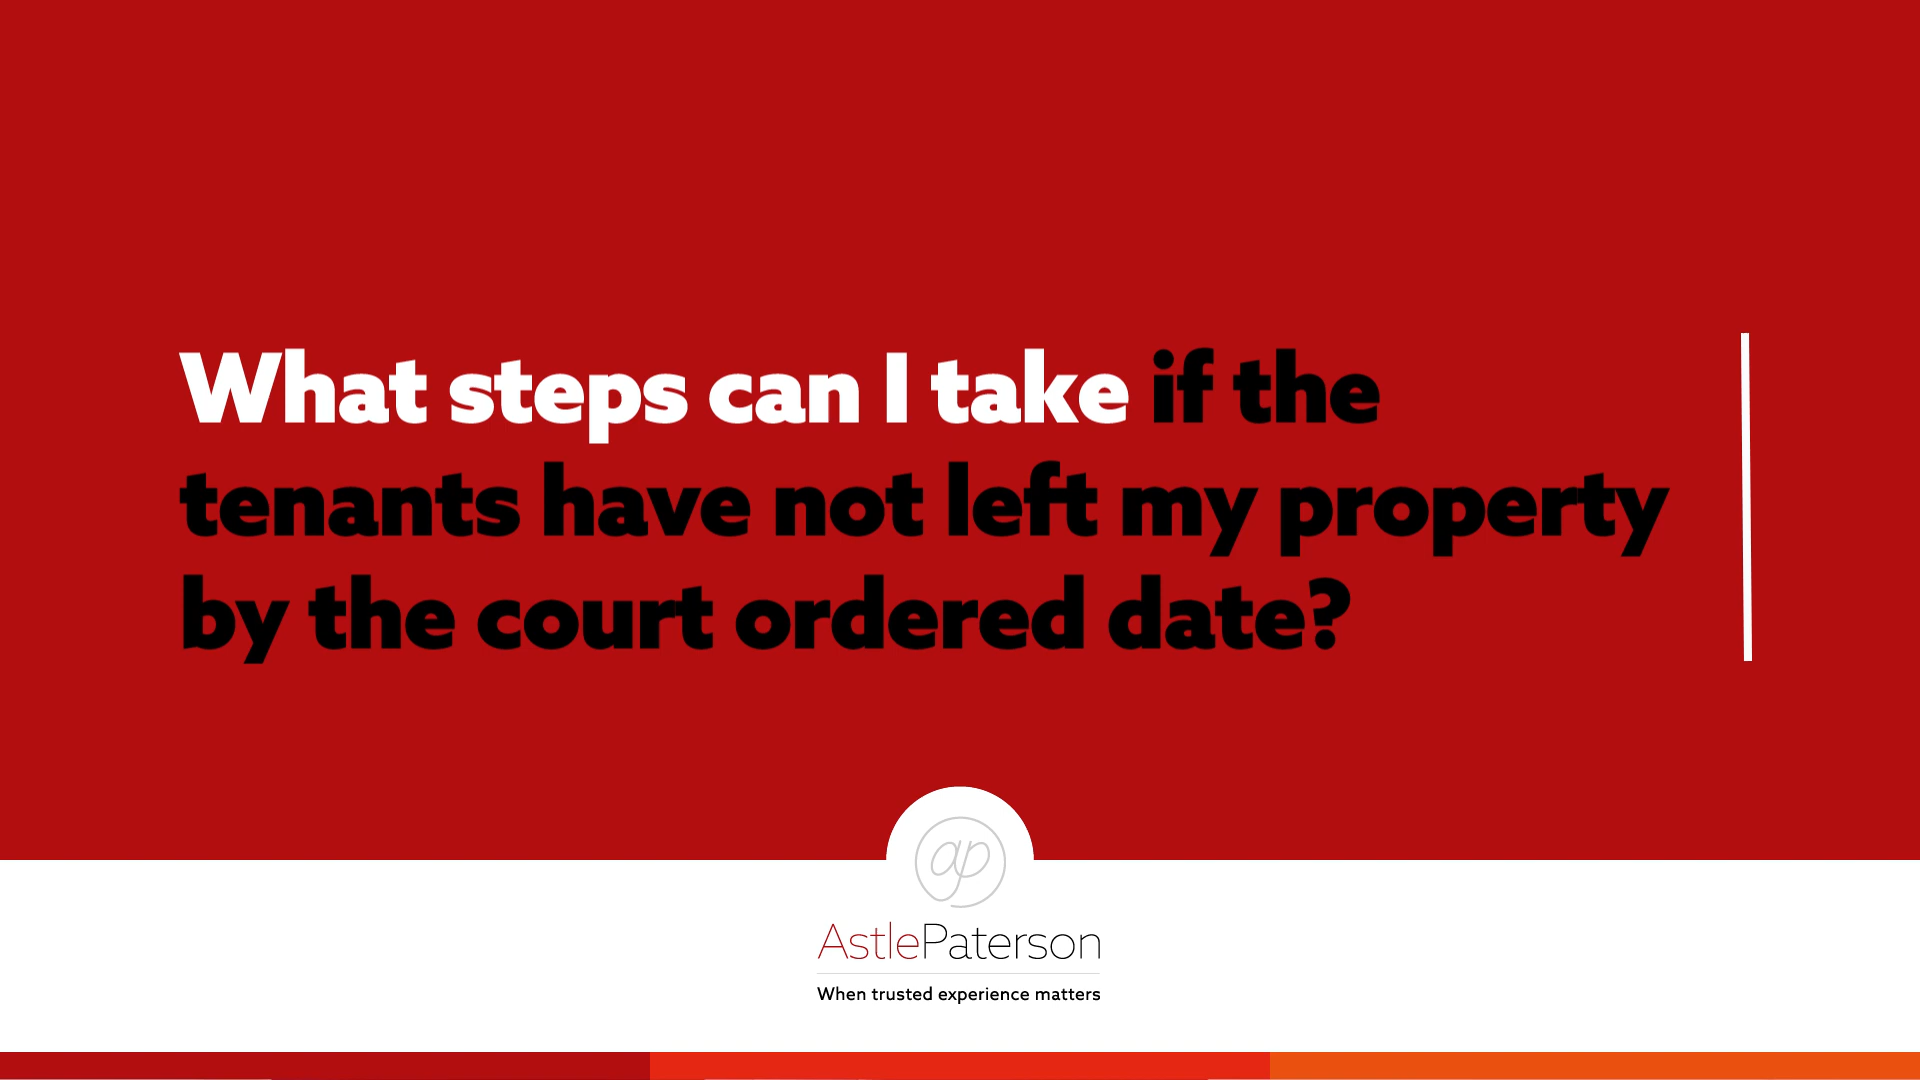 What steps can I take if the
tenants have not left my property
by the court ordered date?
ap
AstlePaterson
When trusted experience matters